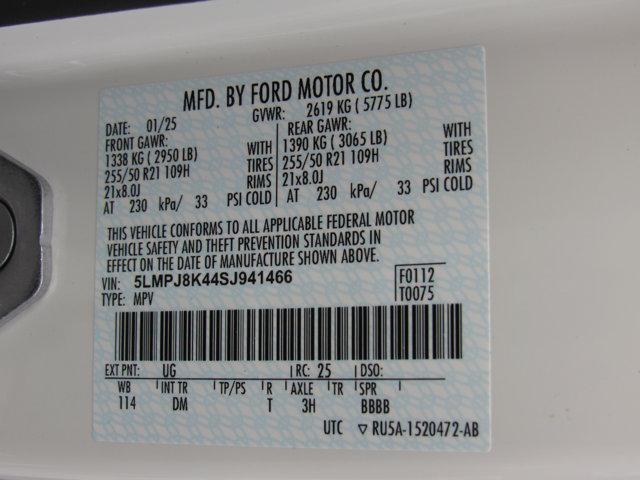 MFD. BY FORD MOTOR CO.
DATE: 01/25 GVWR: 2619 KG ( 5775 LB)
FRONT GAWR: REAR GAWR:
1338 KG ( 2950 LB) WITH 1390 KG ( 3065 LB) WITH
255/50 R21 109H TIRES 255/50 R21 109H TIRES
21x8.0J RIMS 21x8.0J RIMS
AT 230 kPa/ 33 PSI COLD AT 230 kPa/ 33 PSI COLD
THIS VEHICLE CONFORMS TO ALL APPLICABLE FEDERAL MOTOR
VEHICLE SAFETY AND THEFT PREVENTION STANDARDS IN
EFFECT ON THE DATE OF MANUFACTURE SHOWN ABOVE.
VIN: 5LMPJ8K44SJ941466 F0112
TYPE: MPV T0075
EXT PNT: UG RC: 25 DSO:
WB INT TR TP/PS R AXLE TR SPR
114 DM T 3H BBBB
UTC ▽ RU5A-1520472-AB